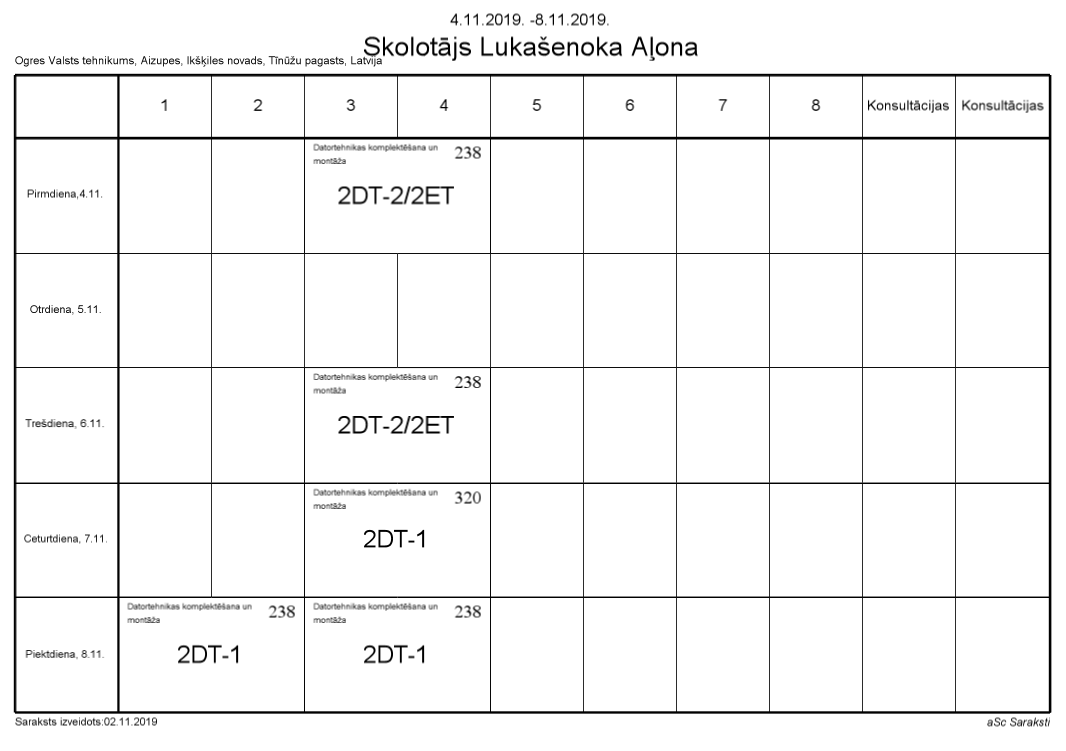 4.11.2019. -8.11.2019.
Skolotājs Lukašenoka Aļona
Ogres Valsts tehnikums, Aizupes, Ikšķiles novads, Tīnūžu pagasts, Latvija
1 2 3 4 5 6 7 8 Konsultācijas Konsultācijas
Pirmdiena,4.11.
Datortehnikas komplektēšana un
montāža
238
2DT-2/2ET
Otrdiena, 5.11.
Trešdiena, 6.11.
Datortehnikas komplektēšana un
montāža
238
2DT-2/2ET
Ceturtdiena, 7.11.
Datortehnikas komplektēšana un
montāža
320
2DT-1
Piektdiena, 8.11.
Datortehnikas komplektēšana un
montāža
238
2DT-1
Datortehnikas komplektēšana un
montāža
238
2DT-1
Saraksts izveidots:02.11.2019
aSc Saraksti